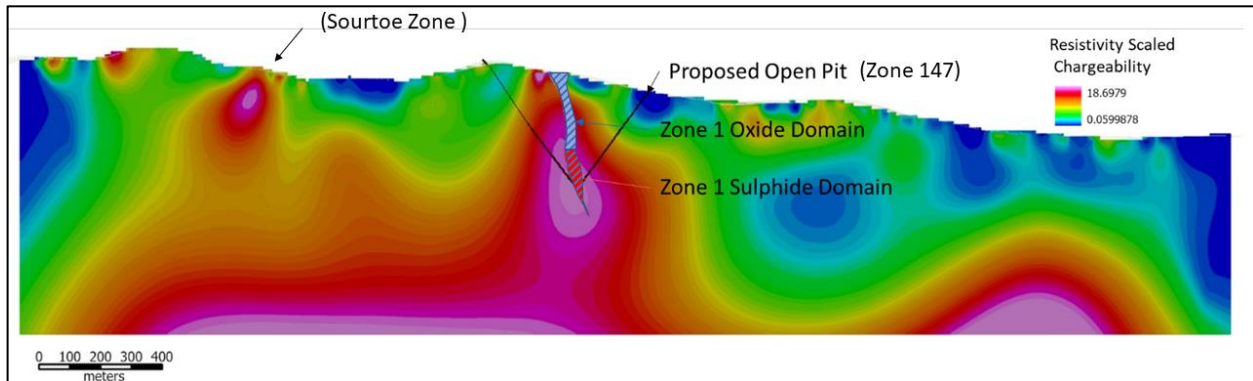 (Sourtoe Zone )
Resistivity Scaled
Chargeability
18.6979
0.0599878
Proposed Open Pit (Zone 147)
Zone 1 Oxide Domain
Zone 1 Sulphide Domain
0 100 200 300 400
meters